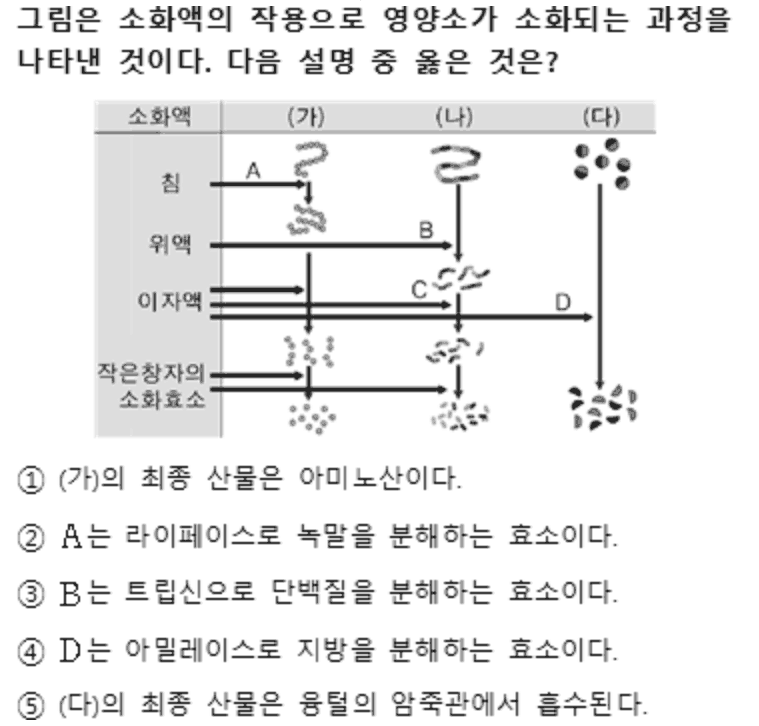 그림은 소화액의 작용으로 영양소가 소화되는 과정을
나타낸 것이다. 다음 설명 중 옳은 것은?
소화액 (가) (나) (다)
침 A
위액 B
이자액 C D
작은창자의
소화효소
① (가)의 최종 산물은 아미노산이다.
② A는 라이페이스로 녹말을 분해하는 효소이다.
③ B는 트립신으로 단백질을 분해하는 효소이다.
④ D는 아밀레이스로 지방을 분해하는 효소이다.
⑤ (다)의 최종 산물은 융털의 암죽관에서 흡수된다.